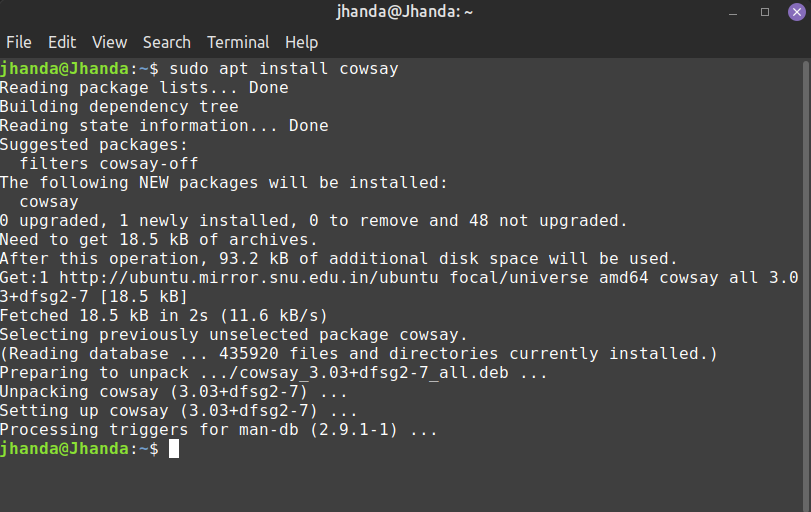 jhanda@Jhanda: ~
File Edit View Search Terminal Help
jhanda@Jhanda:~$ sudo apt install cowsay
Reading package lists... Done
Building dependency tree
Reading state information... Done
Suggested packages:
  filters cowsay-off
The following NEW packages will be installed:
  cowsay
0 upgraded, 1 newly installed, 0 to remove and 48 not upgraded.
Need to get 18.5 kB of archives.
After this operation, 93.2 kB of additional disk space will be used.
Get:1 http://ubuntu.mirror.snu.edu.in/ubuntu focal/universe amd64 cowsay all 3.0
3+dfsg2-7 [18.5 kB]
Fetched 18.5 kB in 2s (11.6 kB/s)
Selecting previously unselected package cowsay.
(Reading database ... 435920 files and directories currently installed.)
Preparing to unpack .../cowsay_3.03+dfsg2-7_all.deb ...
Unpacking cowsay (3.03+dfsg2-7) ...
Setting up cowsay (3.03+dfsg2-7) ...
Processing triggers for man-db (2.9.1-1) ...
jhanda@Jhanda:~$